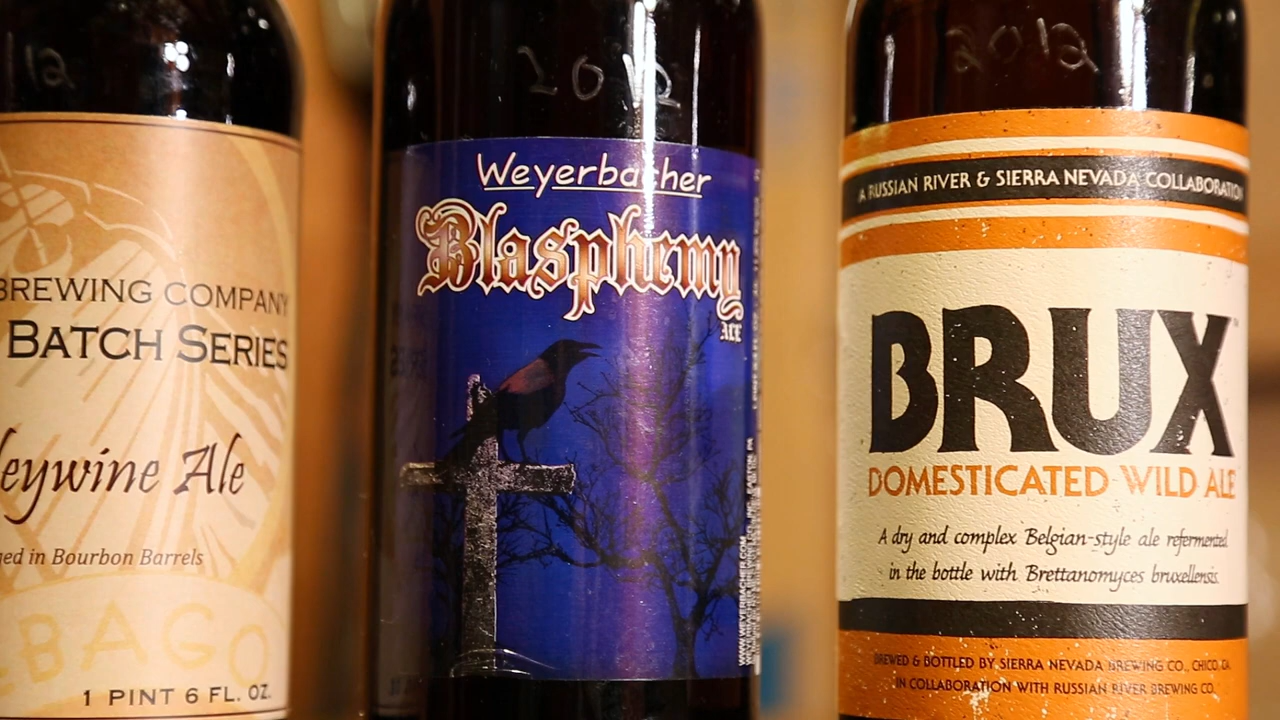 12
BREWING COMPANY
BATCH SERIES
eywine Ale
ged in Bourbon Barrels
BAGO
1 PINT 6 FL. OZ.
2012
Weyerbacher
Blasphemy
ALE
2012
A RUSSIAN RIVER & SIERRA NEVADA COLLABORATION
BRUX
DOMESTICATED WILD ALE
A dry and complex Belgian-style ale refermented
in the bottle with Brettanomyces bruxellensis.
BREWED & BOTTLED BY SIERRA NEVADA BREWING CO., CHICO, CA
IN COLLABORATION WITH RUSSIAN RIVER BREWING CO.